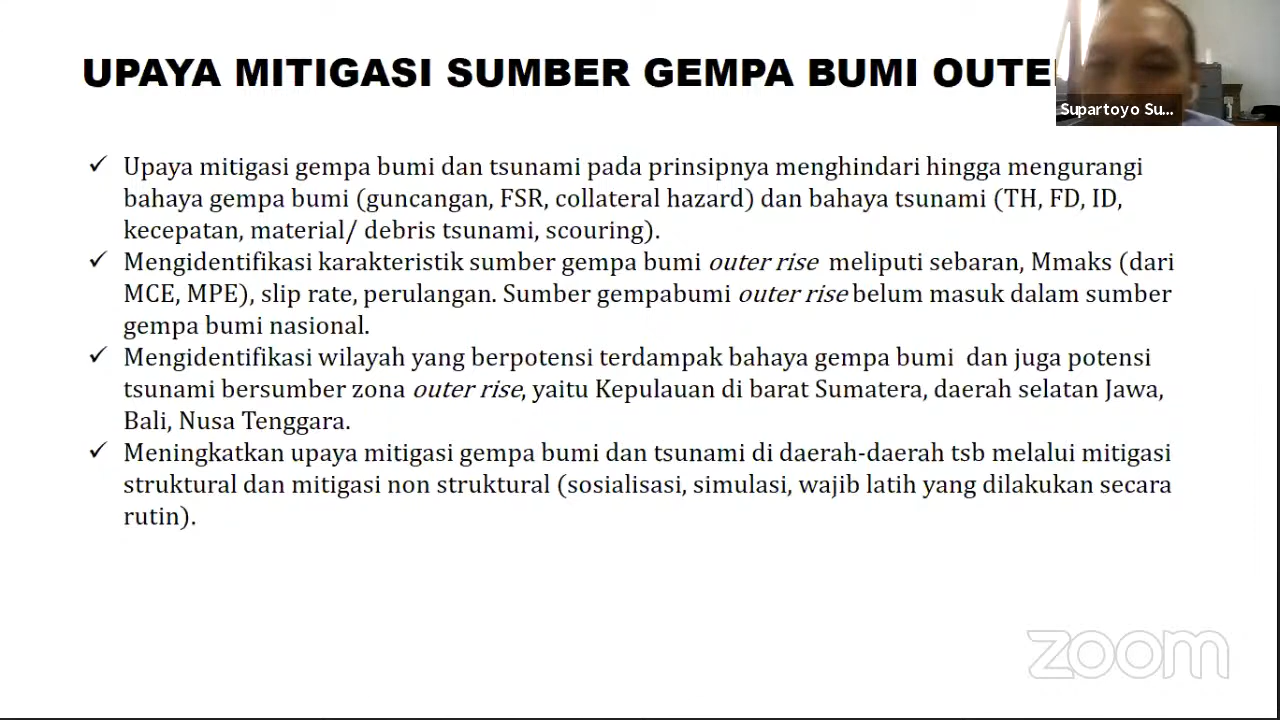 UPAYA MITIGASI SUMBER GEMPA BUMI
Supartoyo Su...
✓ Upaya mitigasi gempa bumi dan tsunami pada prinsipnya menghindari hingga mengurangi
bahaya gempa bumi (guncangan, FSR, collateral hazard) dan bahaya tsunami (TH, FD, ID,
kecepatan, material/ debris tsunami, scouring).
✓ Mengidentifikasi karakteristik sumber gempa bumi outer rise meliputi sebaran, Mmaks (dari
MCE, MPE), slip rate, perulangan. Sumber gempabumi outer rise belum masuk dalam sumber
gempa bumi nasional.
✓ Mengidentifikasi wilayah yang berpotensi terdampak bahaya gempa bumi dan juga potensi
tsunami bersumber zona outer rise, yaitu Kepulauan di barat Sumatera, daerah selatan Jawa,
Bali, Nusa Tenggara.
✓ Meningkatkan upaya mitigasi gempa bumi dan tsunami di daerah-daerah tsb melalui mitigasi
struktural dan mitigasi non struktural (sosialisasi, simulasi, wajib latih yang dilakukan secara
rutin).
zoom